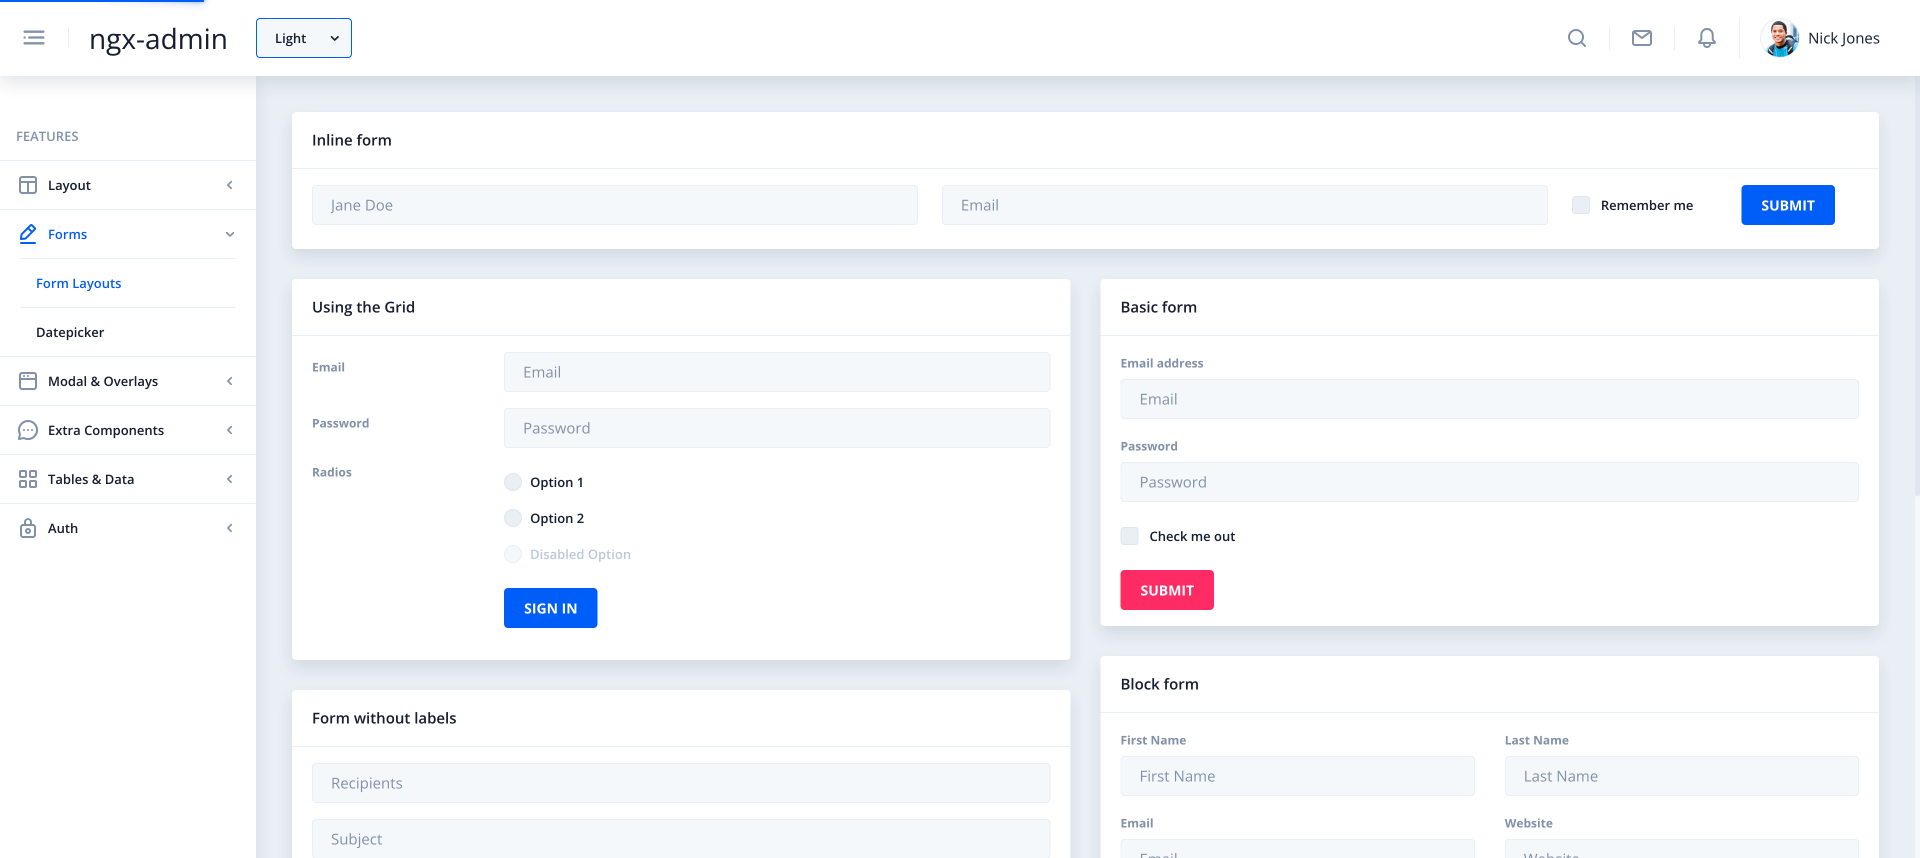 ngx-admin
Light
Nick Jones
FEATURES
Layout
Forms
Form Layouts
Datepicker
Modal & Overlays
Extra Components
Tables & Data
Auth
Inline form
Jane Doe
Email
Remember me
SUBMIT
Using the Grid
Email
Email
Password
Password
Radios
Option 1
Option 2
Disabled Option
SIGN IN
Basic form
Email address
Email
Password
Password
Check me out
SUBMIT
Form without labels
Recipients
Subject
Block form
First Name
Last Name
First Name
Last Name
Email
Website
Email
Website